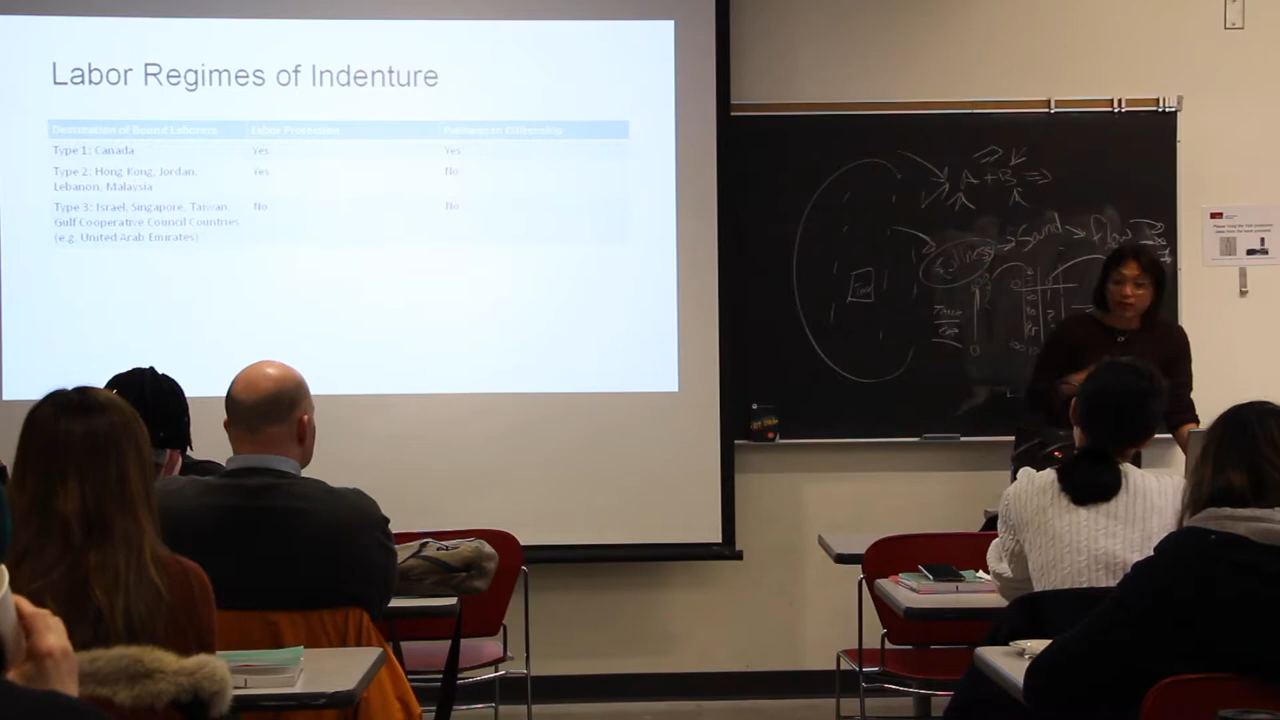 Labor Regimes of Indenture
Destination of Bound Laborers Labor Protection Pathway to Citizenship
Type 1: Canada Yes Yes
Type 2: Hong Kong, Jordan, Yes No
Lebanon, Malaysia
Type 3: Israel, Singapore, Taiwan, No No
Gulf Cooperative Council Countries
(e.g. United Arab Emirates)
A + B ⇒
Sound
flow
0